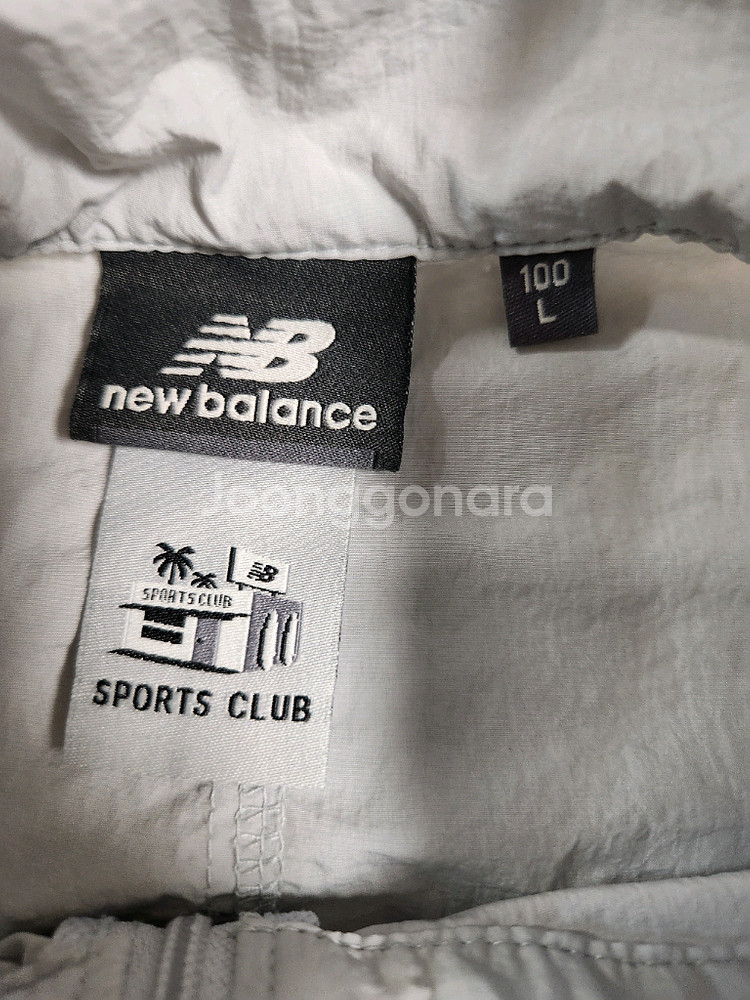 NB
new balance
100
L
Joonggonara
NB
SPORTS CLUB
SPORTS CLUB